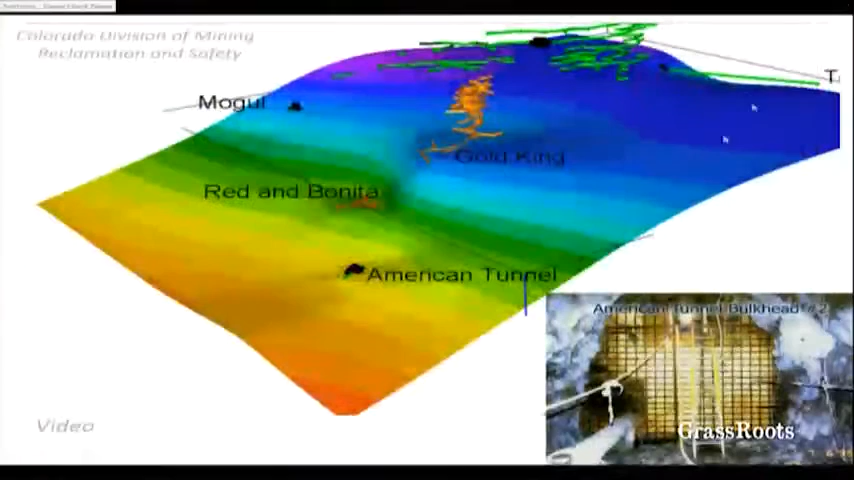 Colorado Division of Mining
Reclamation and Safety
T
Mogul
Gold King
Red and Bonita
American Tunnel
American Tunnel Bulkhead #2
GrassRoots
Video